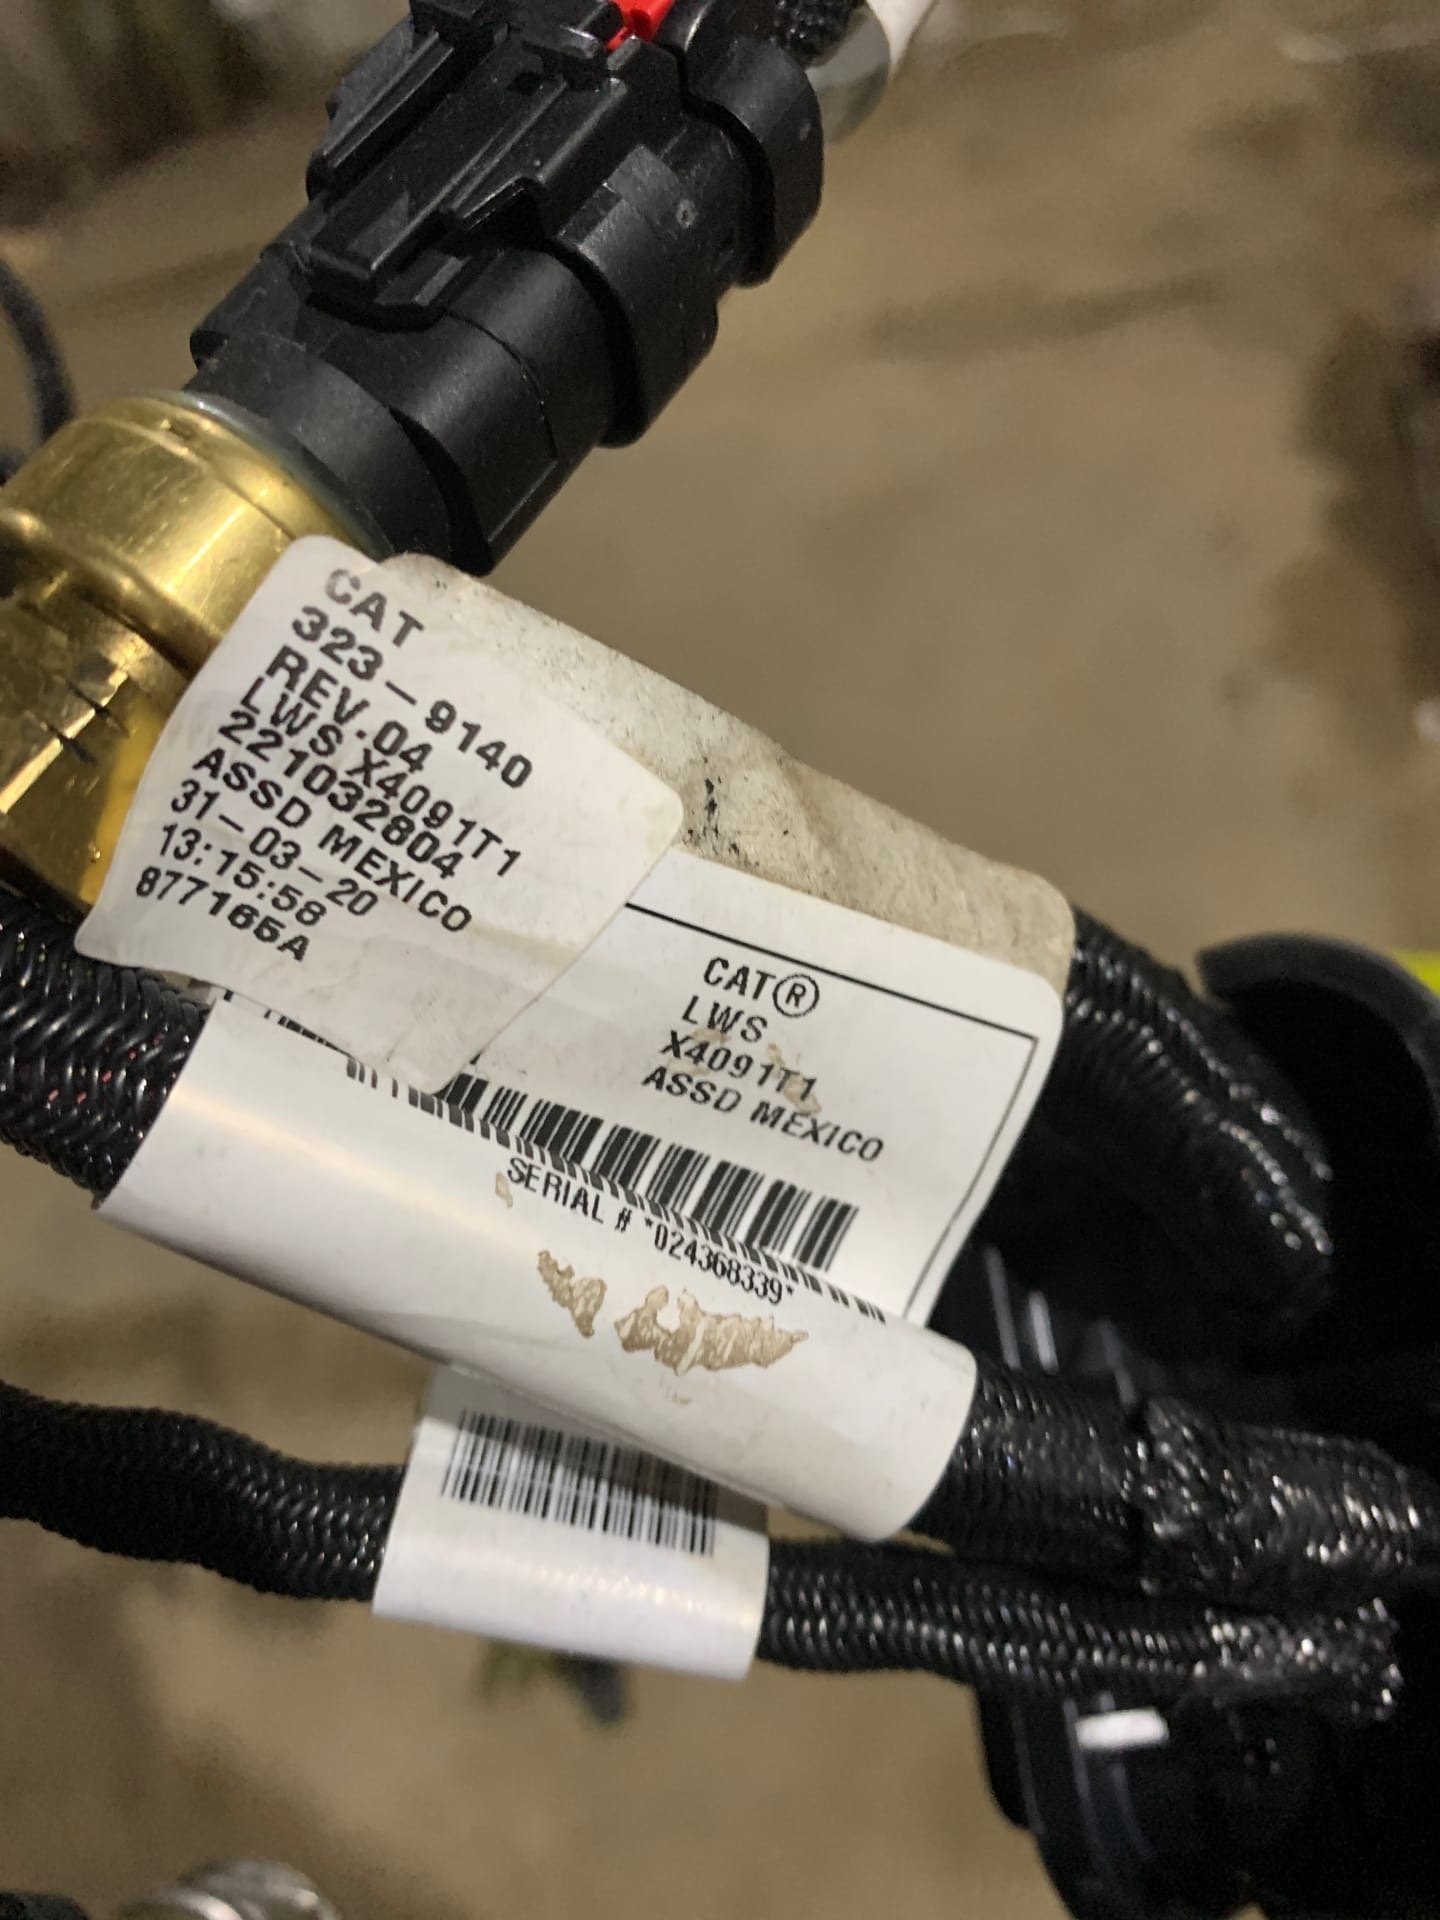 CAT
323-9140
REV.04
LWS X4091T1
221032804
ASSD MEXICO
31-03-20
13:15:58
877165A
CAT®
LWS
X4091T1
ASSD MEXICO
SERIAL # *024368339*